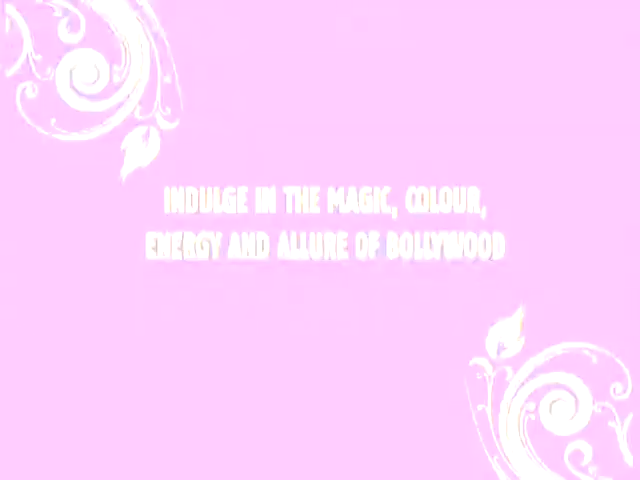 INDULGE IN THE MAGIC, COLOUR,
ENERGY AND ALLURE OF BOLLYWOOD